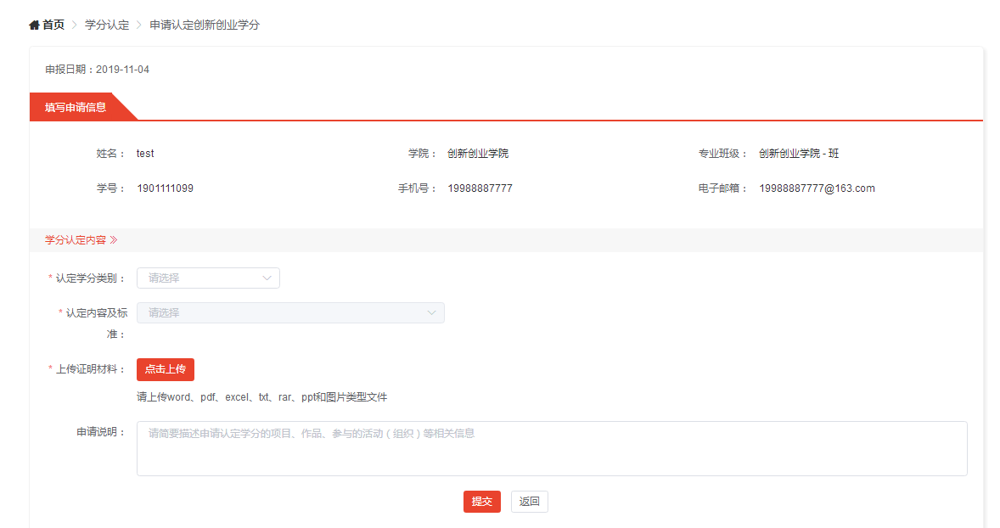 首页 > 学分认定 > 申请认定创新创业学分
申报日期：2019-11-04
填写申请信息
姓名： test 学院： 创新创业学院 专业班级： 创新创业学院 - 班
学号： 1901111099 手机号： 19988887777 电子邮箱： 19988887777@163.com
学分认定内容 >>
* 认定学分类别： 请选择
* 认定内容及标 请选择
准：
* 上传证明材料： 点击上传
请上传word、pdf、excel、txt、rar、ppt和图片类型文件
申请说明： 请简要描述申请认定学分的项目、作品、参与的活动（组织）等相关信息
提交 返回